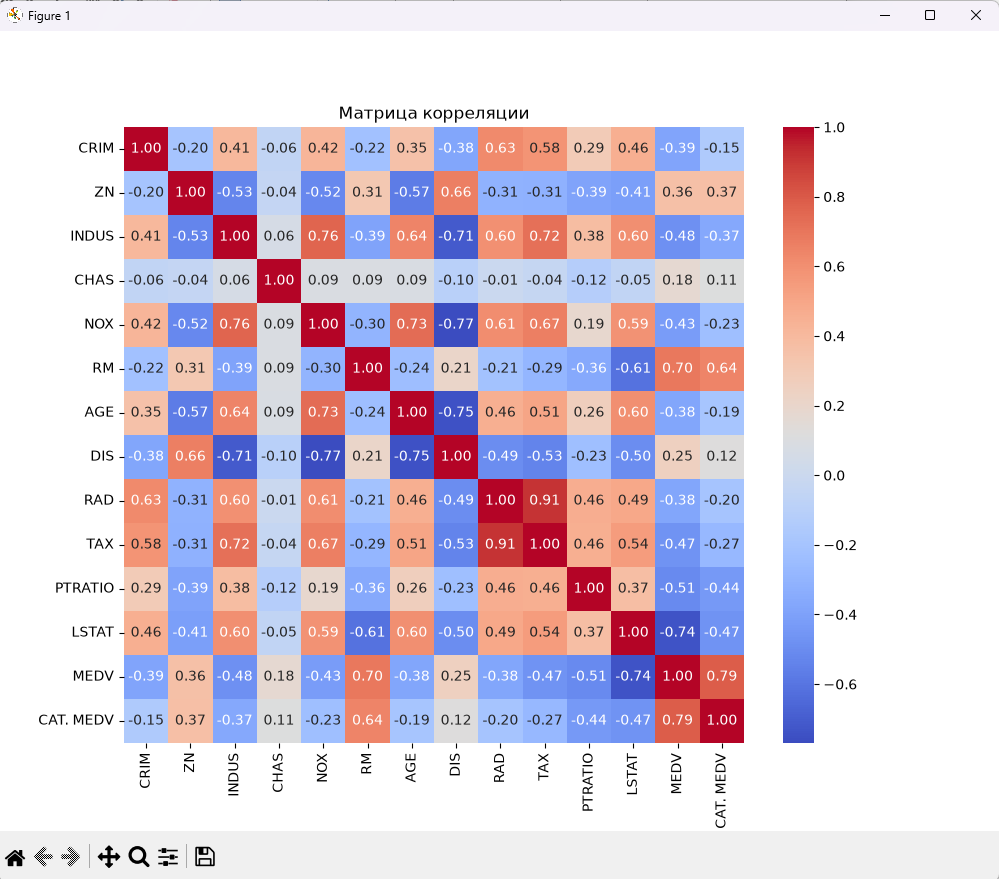 Figure 1
Матрица корреляции
CRIM 1.00 -0.20 0.41 -0.06 0.42 -0.22 0.35 -0.38 0.63 0.58 0.29 0.46 -0.39 -0.15
ZN -0.20 1.00 -0.53 -0.04 -0.52 0.31 -0.57 0.66 -0.31 -0.31 -0.39 -0.41 0.36 0.37
INDUS 0.41 -0.53 1.00 0.06 0.76 -0.39 0.64 -0.71 0.60 0.72 0.38 0.60 -0.48 -0.37
CHAS -0.06 -0.04 0.06 1.00 0.09 0.09 0.09 -0.10 -0.01 -0.04 -0.12 -0.05 0.18 0.11
NOX 0.42 -0.52 0.76 0.09 1.00 -0.30 0.73 -0.77 0.61 0.67 0.19 0.59 -0.43 -0.23
RM -0.22 0.31 -0.39 0.09 -0.30 1.00 -0.24 0.21 -0.21 -0.29 -0.36 -0.61 0.70 0.64
AGE 0.35 -0.57 0.64 0.09 0.73 -0.24 1.00 -0.75 0.46 0.51 0.26 0.60 -0.38 -0.19
DIS -0.38 0.66 -0.71 -0.10 -0.77 0.21 -0.75 1.00 -0.49 -0.53 -0.23 -0.50 0.25 0.12
RAD 0.63 -0.31 0.60 -0.01 0.61 -0.21 0.46 -0.49 1.00 0.91 0.46 0.49 -0.38 -0.20
TAX 0.58 -0.31 0.72 -0.04 0.67 -0.29 0.51 -0.53 0.91 1.00 0.46 0.54 -0.47 -0.27
PTRATIO 0.29 -0.39 0.38 -0.12 0.19 -0.36 0.26 -0.23 0.46 0.46 1.00 0.37 -0.51 -0.44
LSTAT 0.46 -0.41 0.60 -0.05 0.59 -0.61 0.60 -0.50 0.49 0.54 0.37 1.00 -0.74 -0.47
MEDV -0.39 0.36 -0.48 0.18 -0.43 0.70 -0.38 0.25 -0.38 -0.47 -0.51 -0.74 1.00 0.79
CAT. MEDV -0.15 0.37 -0.37 0.11 -0.23 0.64 -0.19 0.12 -0.20 -0.27 -0.44 -0.47 0.79 1.00
CRIM ZN INDUS CHAS NOX RM AGE DIS RAD TAX PTRATIO LSTAT MEDV CAT. MEDV
1.0
0.8
0.6
0.4
0.2
0.0
−0.2
−0.4
−0.6